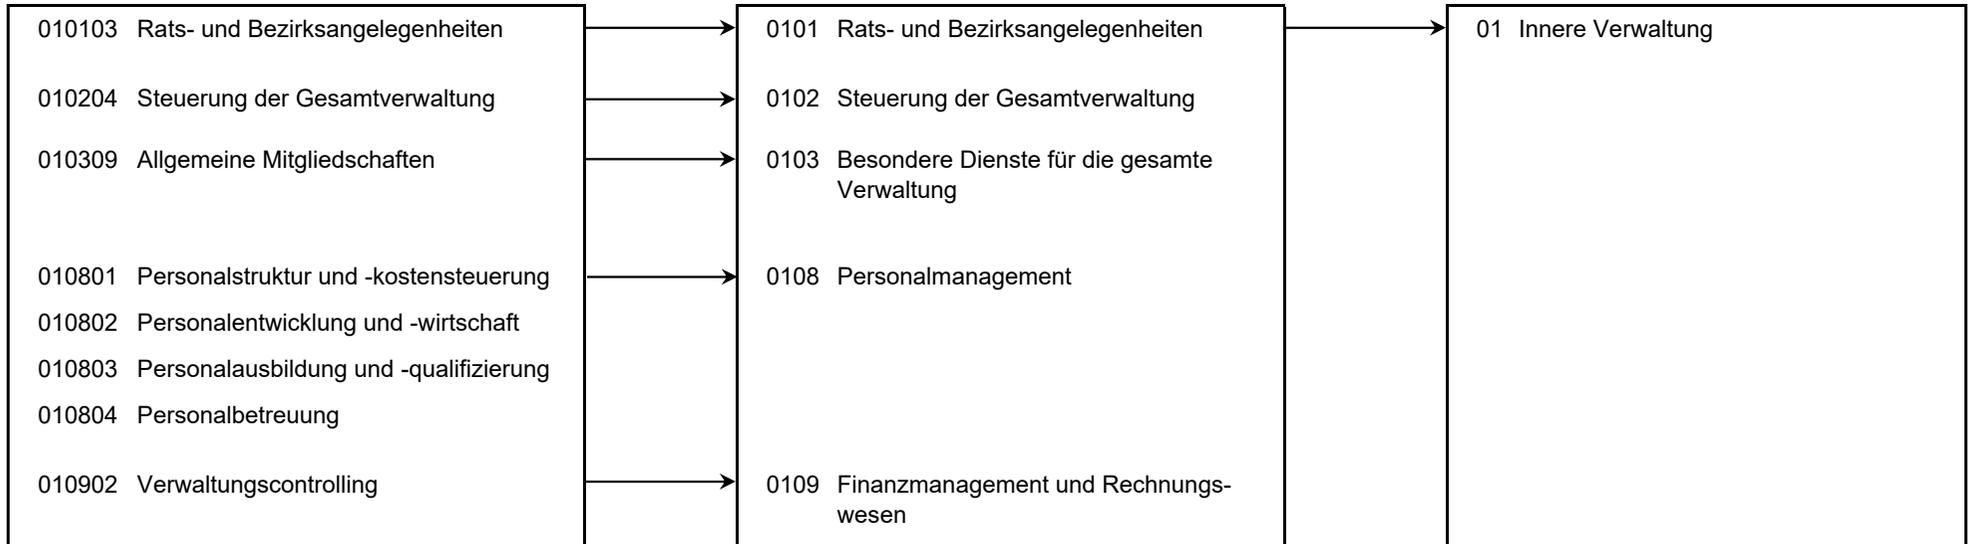 010103 Rats- und Bezirksangelegenheiten
0101 Rats- und Bezirksangelegenheiten
01 Innere Verwaltung
010204 Steuerung der Gesamtverwaltung
0102 Steuerung der Gesamtverwaltung
010309 Allgemeine Mitgliedschaften
0103 Besondere Dienste für die gesamte
Verwaltung
010801 Personalstruktur und -kostensteuerung
0108 Personalmanagement
010802 Personalentwicklung und -wirtschaft
010803 Personalausbildung und -qualifizierung
010804 Personalbetreuung
010902 Verwaltungscontrolling
0109 Finanzmanagement und Rechnungs-
wesen